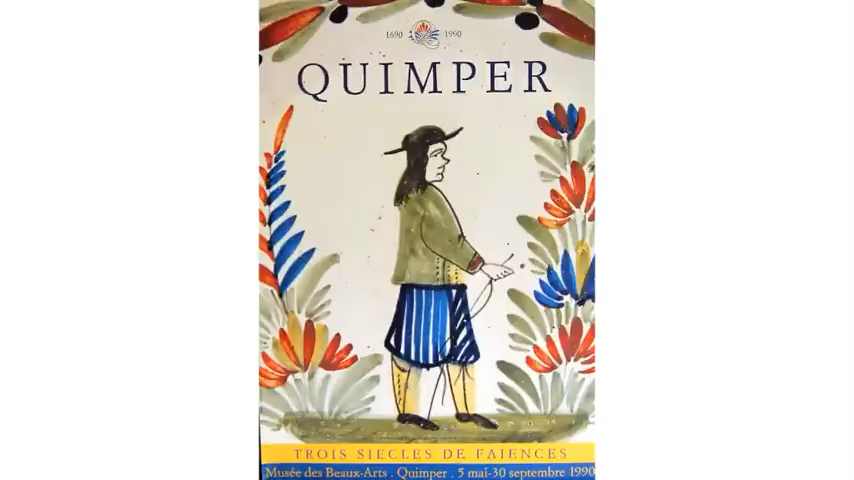 1690 1990
QUIMPER
TROIS SIECLES DE FAIENCES
Musée des Beaux-Arts . Quimper . 5 mai-30 septembre 1990